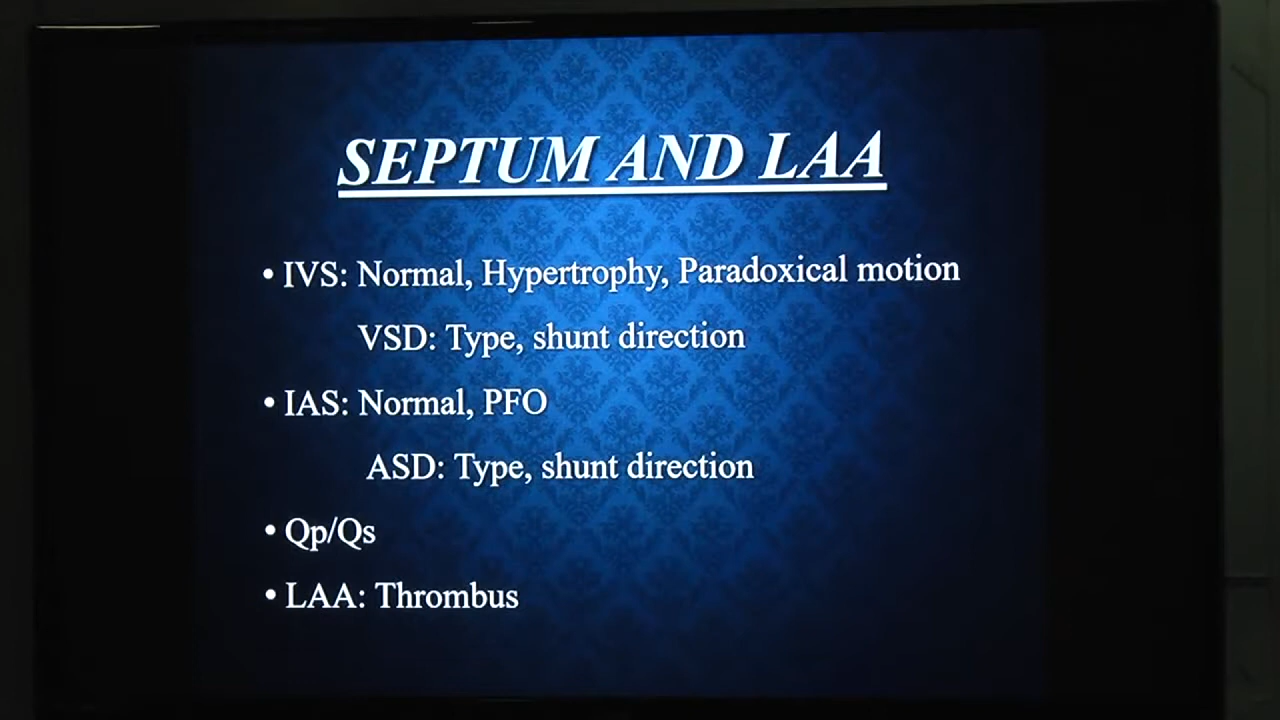 SEPTUM AND LAA
• IVS: Normal, Hypertrophy, Paradoxical motion
VSD: Type, shunt direction
• IAS: Normal, PFO
ASD: Type, shunt direction
• Qp/Qs
• LAA: Thrombus